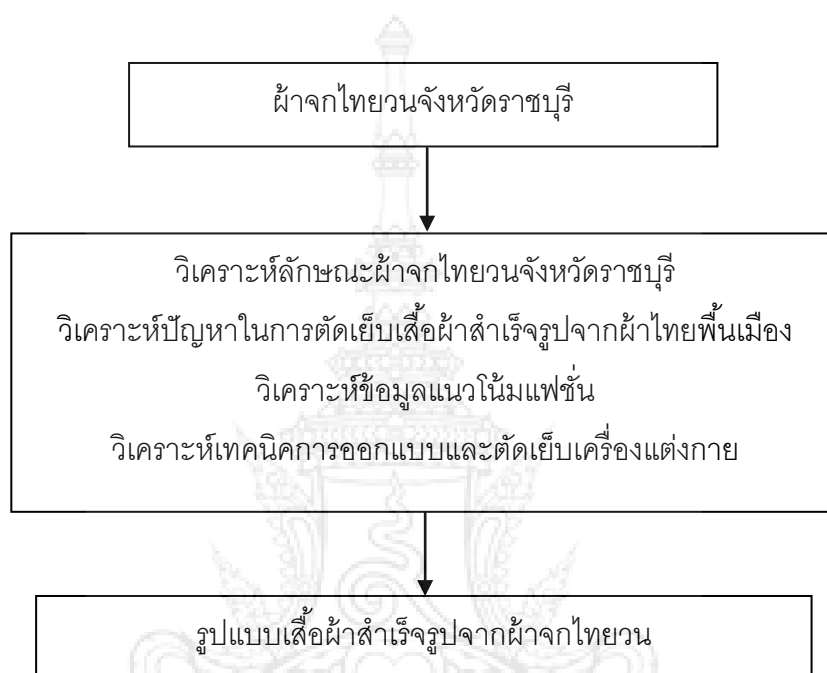 ผ้าจกไทยวนจังหวัดราชบุรี
วิเคราะห์ลักษณะผ้าจกไทยวนจังหวัดราชบุรี
วิเคราะห์ปัญหาในการตัดเย็บเสื้อผ้าสำเร็จรูปจากผ้าไทยพื้นเมือง
วิเคราะห์ข้อมูลแนวโน้มแฟชั่น
วิเคราะห์เทคนิคการออกแบบและตัดเย็บเครื่องแต่งกาย
รูปแบบเสื้อผ้าสำเร็จรูปจากผ้าจกไทยวน